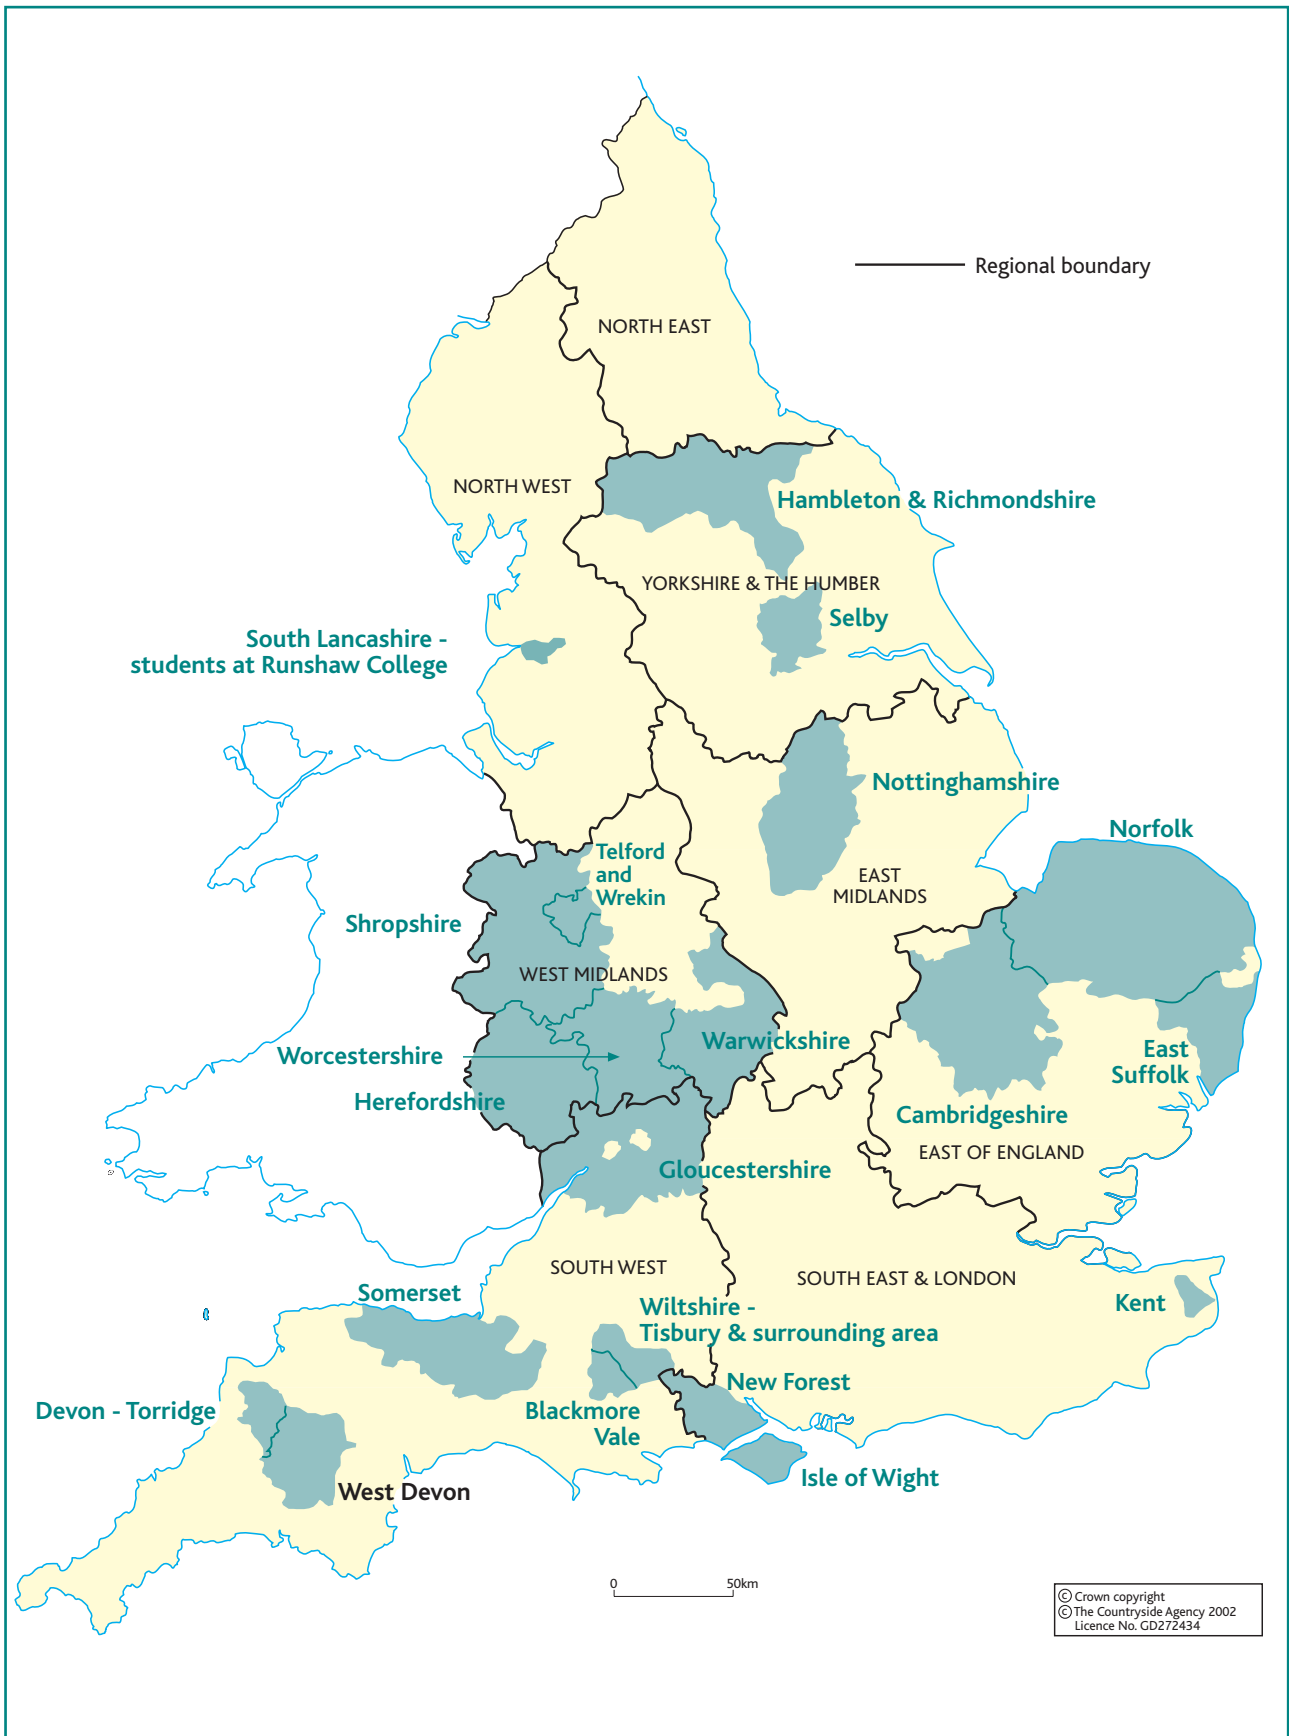 Regional boundary
NORTH EAST
NORTH WEST
Hambleton & Richmondshire
YORKSHIRE & THE HUMBER
Selby
South Lancashire -
students at Runshaw College
Nottinghamshire
Norfolk
Telford
and
Wrekin
EAST
MIDLANDS
Shropshire
WEST MIDLANDS
Warwickshire
Worcestershire
East
Suffolk
Herefordshire
Cambridgeshire
EAST OF ENGLAND
Gloucestershire
SOUTH WEST
SOUTH EAST & LONDON
Somerset
Kent
Wiltshire -
Tisbury & surrounding area
New Forest
Devon - Torridge
Blackmore
Vale
Isle of Wight
West Devon
0 50km
© Crown copyright
© The Countryside Agency 2002
Licence No. GD272434